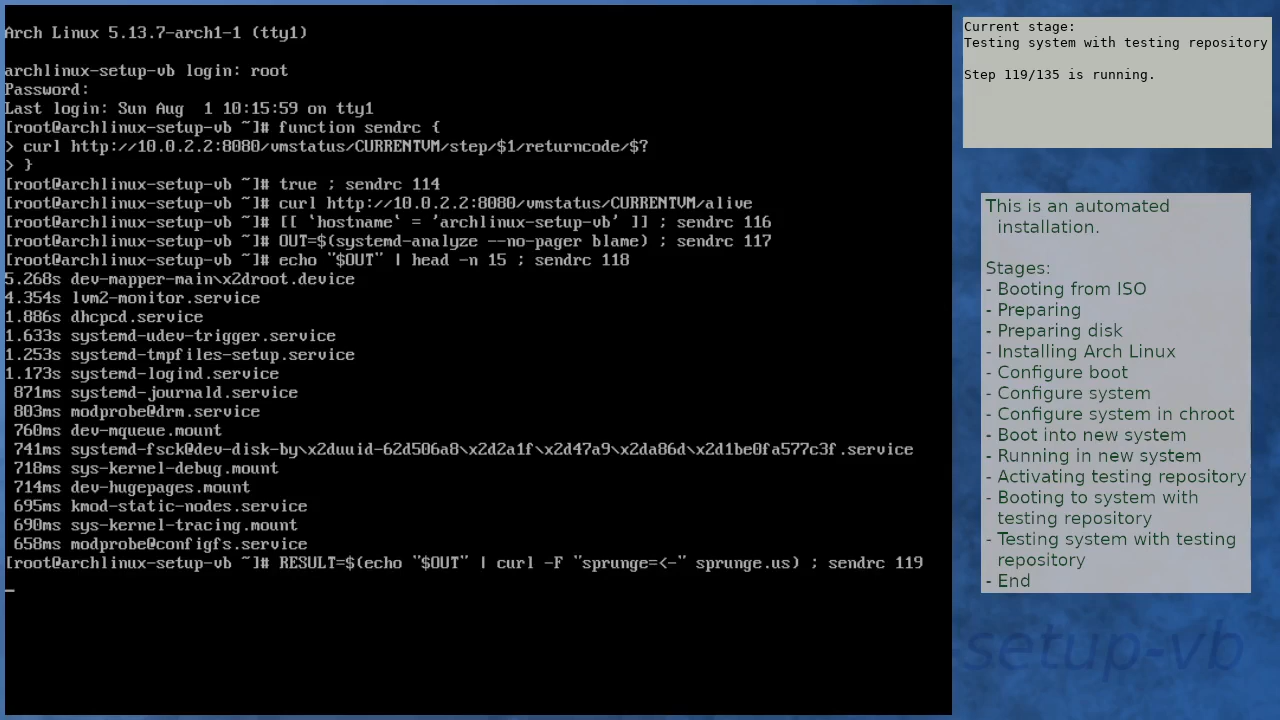 Arch Linux 5.13.7-arch1-1 (tty1)
archlinux-setup-vb login: root
Password:
Last login: Sun Aug  1 10:15:59 on tty1
[root@archlinux-setup-vb ~]# function sendrc {
> curl http://10.0.2.2:8080/vmstatus/CURRENTVM/step/$1/returncode/$?
> }
[root@archlinux-setup-vb ~]# true ; sendrc 114
[root@archlinux-setup-vb ~]# curl http://10.0.2.2:8080/vmstatus/CURRENTVM/alive
[root@archlinux-setup-vb ~]# [[ `hostname` = 'archlinux-setup-vb' ]] ; sendrc 116
[root@archlinux-setup-vb ~]# OUT=$(systemd-analyze --no-pager blame) ; sendrc 117
[root@archlinux-setup-vb ~]# echo "$OUT" | head -n 15 ; sendrc 118
5.268s dev-mapper-main\x2droot.device
4.354s lvm2-monitor.service
1.886s dhcpcd.service
1.633s systemd-udev-trigger.service
1.253s systemd-tmpfiles-setup.service
1.173s systemd-logind.service
 871ms systemd-journald.service
 803ms modprobe@drm.service
 760ms dev-mqueue.mount
 741ms systemd-fsck@dev-disk-by\x2duuid-62d506a8\x2d2a1f\x2d47a9\x2da86d\x2d1be0fa577c3f.service
 718ms sys-kernel-debug.mount
 714ms dev-hugepages.mount
 695ms kmod-static-nodes.service
 690ms sys-kernel-tracing.mount
 658ms modprobe@configfs.service
[root@archlinux-setup-vb ~]# RESULT=$(echo "$OUT" | curl -F "sprunge=<-" sprunge.us) ; sendrc 119
Current stage:
Testing system with testing repository
Step 119/135 is running.
This is an automated
installation.
Stages:
- Booting from ISO
- Preparing
- Preparing disk
- Installing Arch Linux
- Configure boot
- Configure system
- Configure system in chroot
- Boot into new system
- Running in new system
- Activating testing repository
- Booting to system with
testing repository
- Testing system with testing
repository
- End
setup-vb